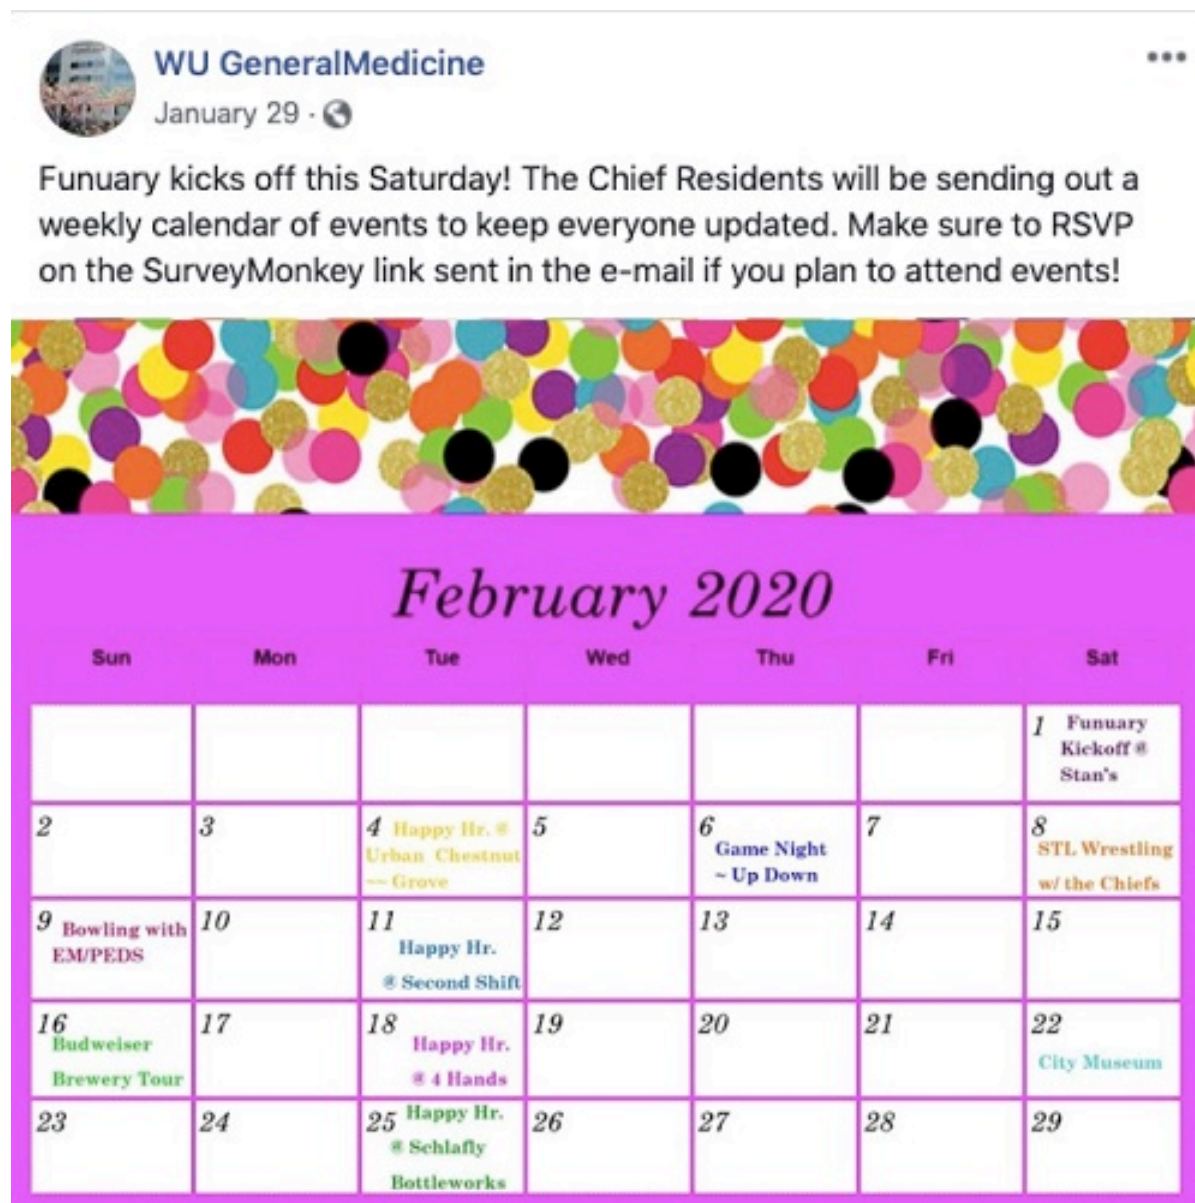 WU GeneralMedicine
January 29 ·
Funuary kicks off this Saturday! The Chief Residents will be sending out a
weekly calendar of events to keep everyone updated. Make sure to RSVP
on the SurveyMonkey link sent in the e-mail if you plan to attend events!
February 2020
Sun Mon Tue Wed Thu Fri Sat
1 Funuary
Kickoff @
Stan's
2
3
4 Happy Hr. @
Urban Chestnut
~~ Grove
5
6
Game Night
~ Up Down
7
8
STL Wrestling
w/ the Chiefs
9 Bowling with
EM/PEDS
10
11
Happy Hr.
@ Second Shift
12
13
14
15
16
Budweiser
Brewery Tour
17
18
Happy Hr.
@ 4 Hands
19
20
21
22
City Museum
23
24
25 Happy Hr.
@ Schlafly
Bottleworks
26
27
28
29